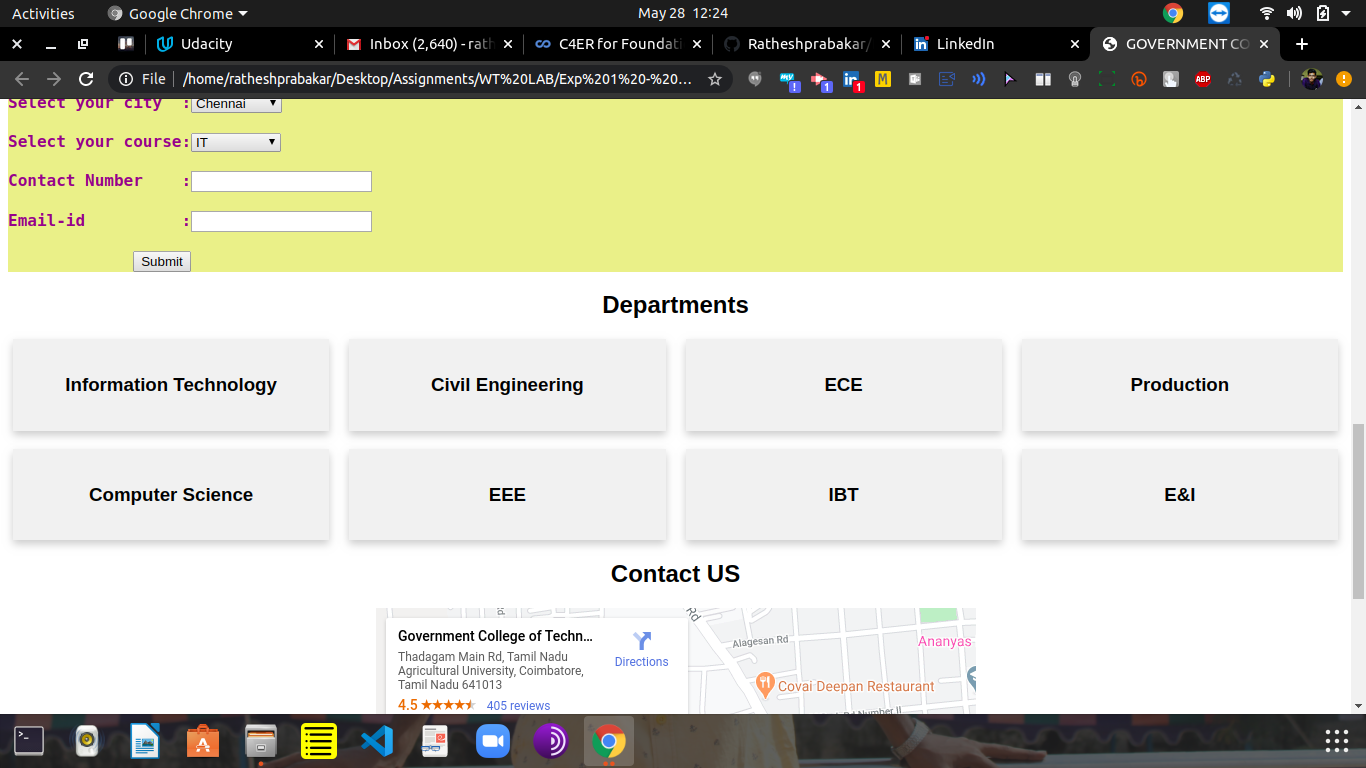 Activities Google Chrome May 28 12:24
Udacity Inbox (2,640) - rath C4ER for Foundati Ratheshprabakar/ LinkedIn GOVERNMENT CO
File /home/ratheshprabakar/Desktop/Assignments/WT%20LAB/Exp%201%20-%20...
Select your city : Chennai
Select your course: IT
Contact Number :
Email-id :
Submit
Departments
Information Technology Civil Engineering ECE Production
Computer Science EEE IBT E&I
Contact US
Government College of Techn...
Directions
Thadagam Main Rd, Tamil Nadu
Agricultural University, Coimbatore,
Tamil Nadu 641013
4.5 405 reviews
Rd
Alagesan Rd
Ananyas
Covai Deepan Restaurant
Rd Number II